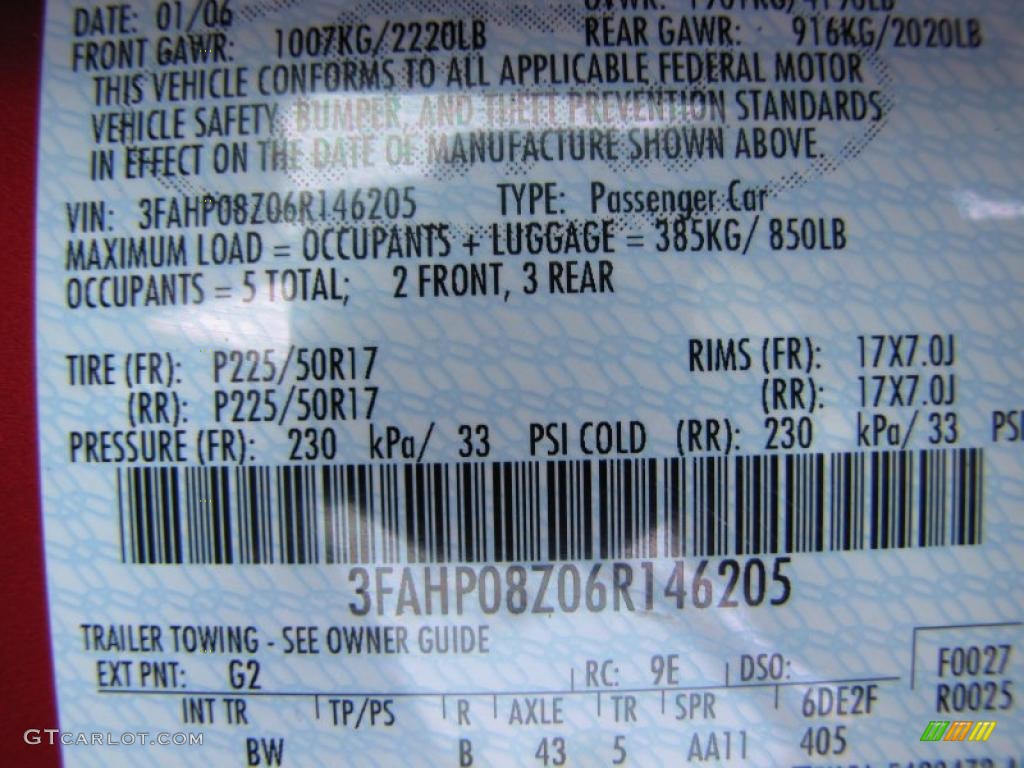 DATE: 01/06
FRONT GAWR: 1007KG/2220LB REAR GAWR: 916KG/2020LB
THIS VEHICLE CONFORMS TO ALL APPLICABLE FEDERAL MOTOR
VEHICLE SAFETY, BUMPER, AND THEFT PREVENTION STANDARDS
IN EFFECT ON THE DATE OF MANUFACTURE SHOWN ABOVE.
VIN: 3FAHP08Z06R146205 TYPE: Passenger Car
MAXIMUM LOAD = OCCUPANTS + LUGGAGE = 385KG/ 850LB
OCCUPANTS = 5 TOTAL; 2 FRONT, 3 REAR
TIRE (FR): P225/50R17 RIMS (FR): 17X7.0J
(RR): P225/50R17 (RR): 17X7.0J
PRESSURE (FR): 230 kPa/ 33 PSI COLD (RR): 230 kPa/ 33 PSI
3FAHP08Z06R146205
TRAILER TOWING - SEE OWNER GUIDE
EXT PNT: G2 RC: 9E DSO: F0027
INT TR TP/PS R AXLE TR SPR 6DE2F R0025
BW B 43 5 AA11 405
GTCARLOT.COM